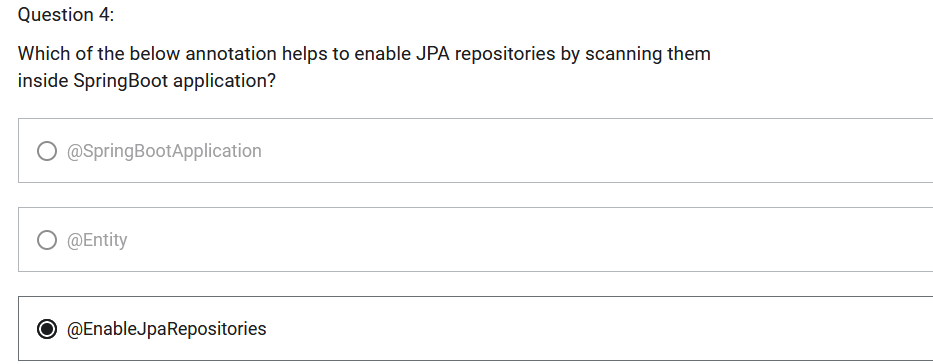 Question 4:
Which of the below annotation helps to enable JPA repositories by scanning them
inside SpringBoot application?
@SpringBootApplication
@Entity
@EnableJpaRepositories